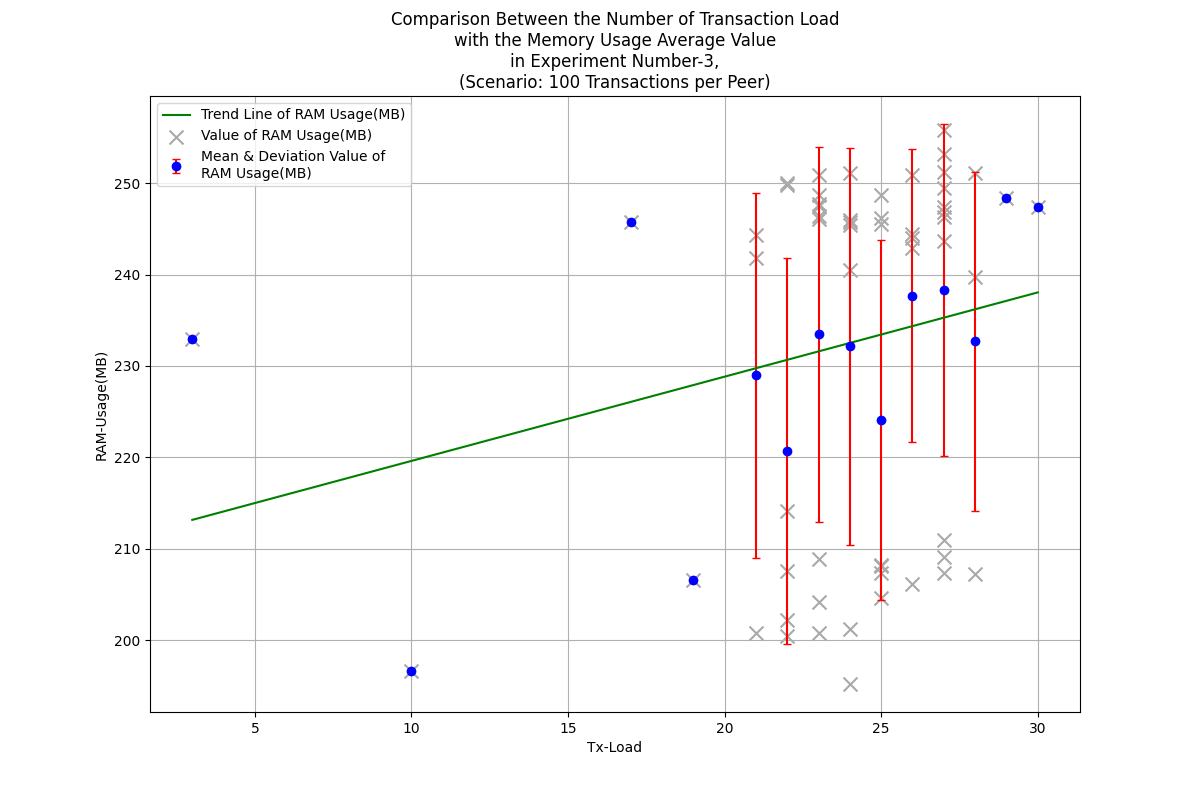 Comparison Between the Number of Transaction Load
with the Memory Usage Average Value
in Experiment Number-3,
(Scenario: 100 Transactions per Peer)
Trend Line of RAM Usage(MB)
Value of RAM Usage(MB)
Mean & Deviation Value of
RAM Usage(MB)
RAM-Usage(MB)
250
240
230
220
210
200
5 10 15 20 25 30
Tx-Load